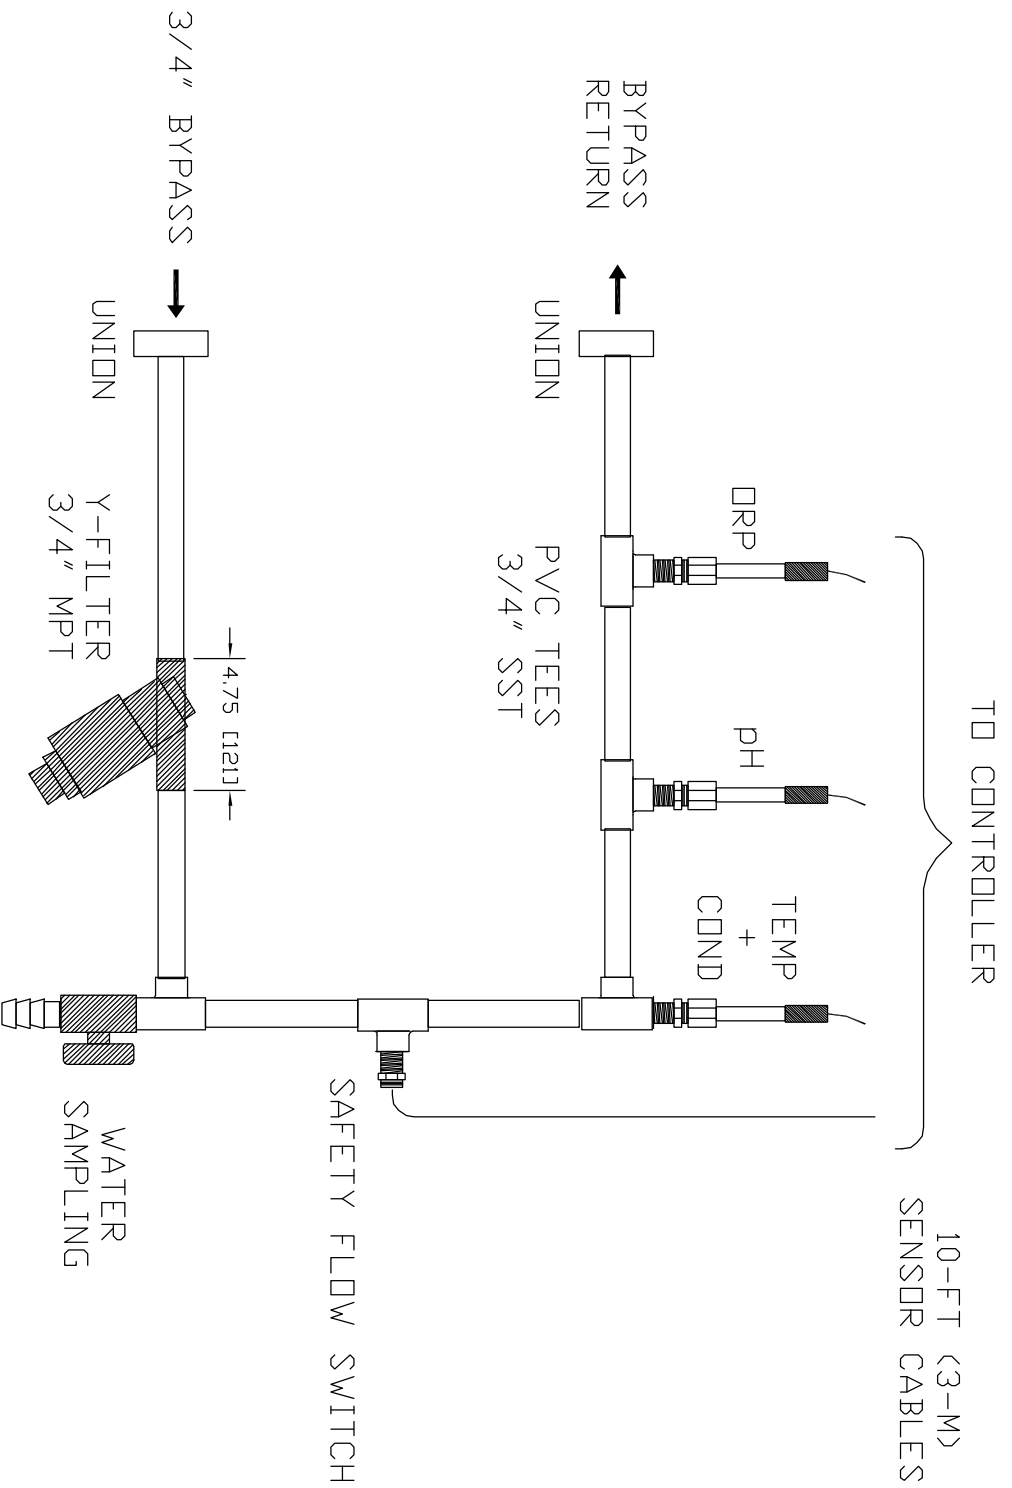 TO CONTROLLER
10-FT (3-M)
SENSOR CABLES
ORP
pH
TEMP
+
COND
BYPASS
RETURN
UNION
PVC TEES
3/4" SST
SAFETY FLOW SWITCH
3/4" BYPASS
4.75 [121]
UNION
Y-FILTER
3/4" MPT
WATER
SAMPLING